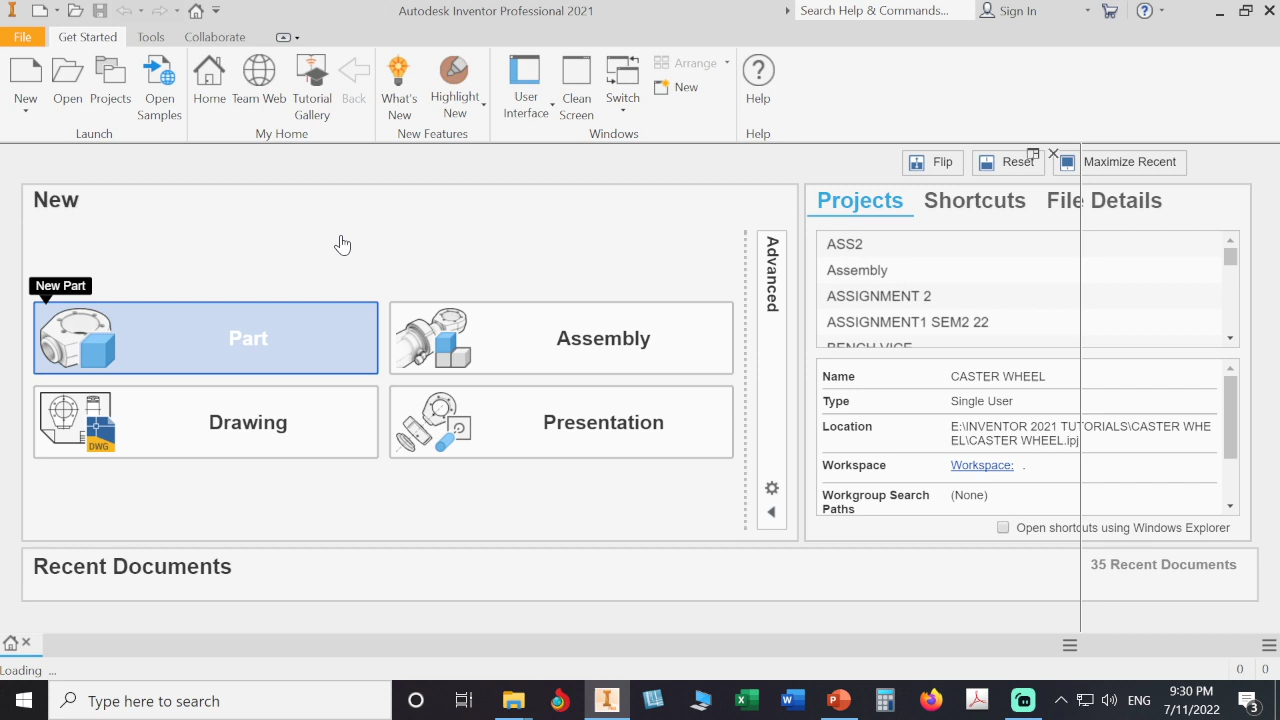 Autodesk Inventor Professional 2021
Search Help & Commands...
Sign In
File
Get Started
Tools
Collaborate
New
Open
Projects
Open
Samples
Launch
Home
Team Web
Tutorial
Gallery
Back
My Home
What's
New
Highlight
New
New Features
User
Interface
Clean
Screen
Switch
Arrange
New
Windows
Help
Help
Flip
Reset
Maximize Recent
New
New Part
Part
Assembly
Drawing
DWG
Presentation
Advanced
Projects
Shortcuts
File Details
ASS2
Assembly
ASSIGNMENT 2
ASSIGNMENT1 SEM2 22
BENCH VICE
Name CASTER WHEEL
Type Single User
Location E:\INVENTOR 2021 TUTORIALS\CASTER WHE
EL\CASTER WHEEL.ipj
Workspace Workspace: .
Workgroup Search (None)
Paths
Open shortcuts using Windows Explorer
Recent Documents
35 Recent Documents
Loading ...
0 0
Type here to search
ENG
9:30 PM
7/11/2022
3